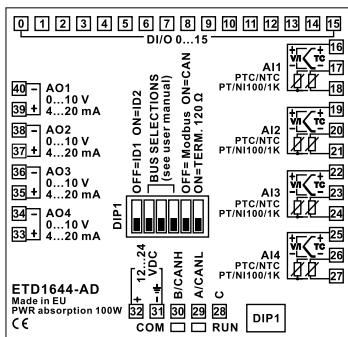 0 1 2 3 4 5 6 7 8 9 10 11 12 13 14 15
DI/O 0...15
40 - AO1
0...10 V
39 + 4...20 mA
38 - AO2
0...10 V
37 + 4...20 mA
36 - AO3
0...10 V
35 + 4...20 mA
34 - AO4
0...10 V
33 + 4...20 mA
OFF=ID1 ON=ID2
BUS SELECTIONS
(see user manual)
OFF= Modbus ON=CAN
ON=TERM. 120 Ω
DIP1
AI1
PTC/NTC
PT/NI100/1K
+ V/I - + TC -
16
17
18
AI2
PTC/NTC
PT/NI100/1K
+ V/I - + TC -
19
20
21
AI3
PTC/NTC
PT/NI100/1K
+ V/I - + TC -
22
23
24
AI4
PTC/NTC
PT/NI100/1K
+ V/I - + TC -
25
26
27
12...24
VDC
+ -
B/CANH
A/CANL
C
32 31 30 29 28
COM RUN
DIP1
ETD1644-AD
Made in EU
PWR absorption 100W
CE